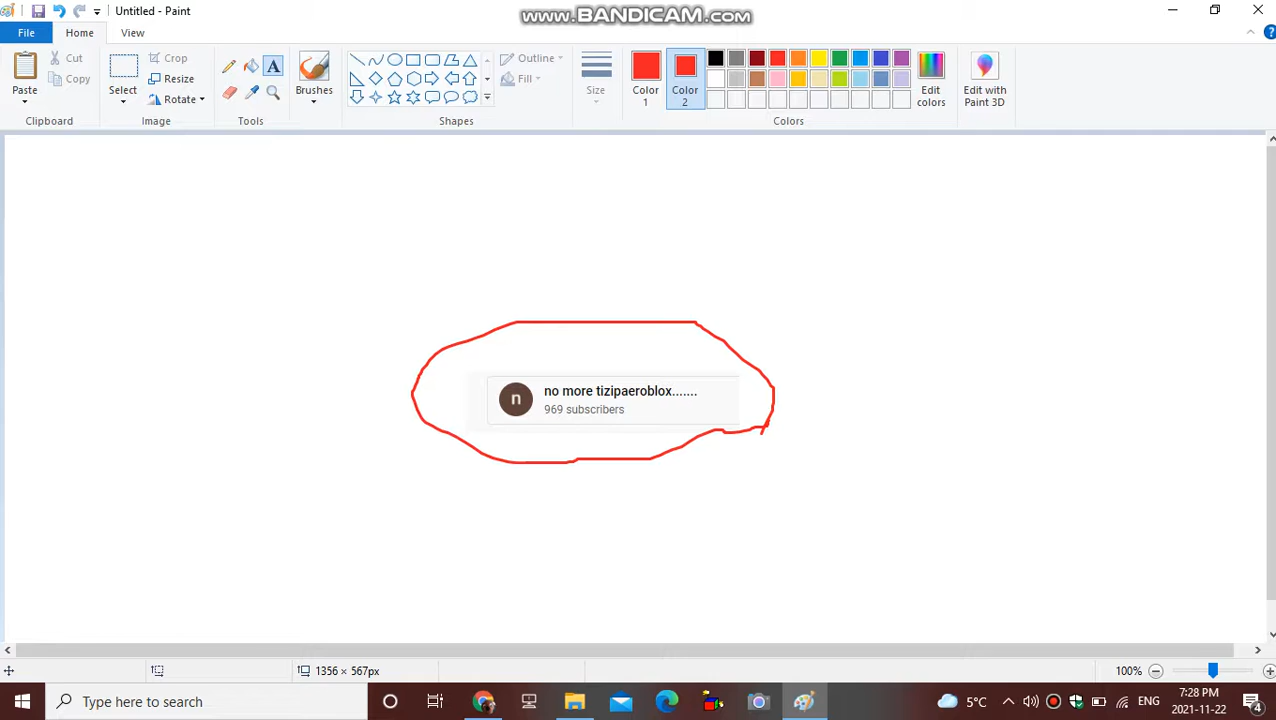 Untitled - Paint
www.BANDICAM.com
File
Home
View
Paste
Cut
Copy
Clipboard
Select
Crop
Resize
Rotate
Image
A
Tools
Brushes
Shapes
Outline
Fill
Size
Color
1
Color
2
Edit
colors
Colors
Edit with
Paint 3D
n
no more tizipaeroblox.......
969 subscribers
1356 × 567px
100%
Type here to search
5°C
ENG
7:28 PM
2021-11-22
4